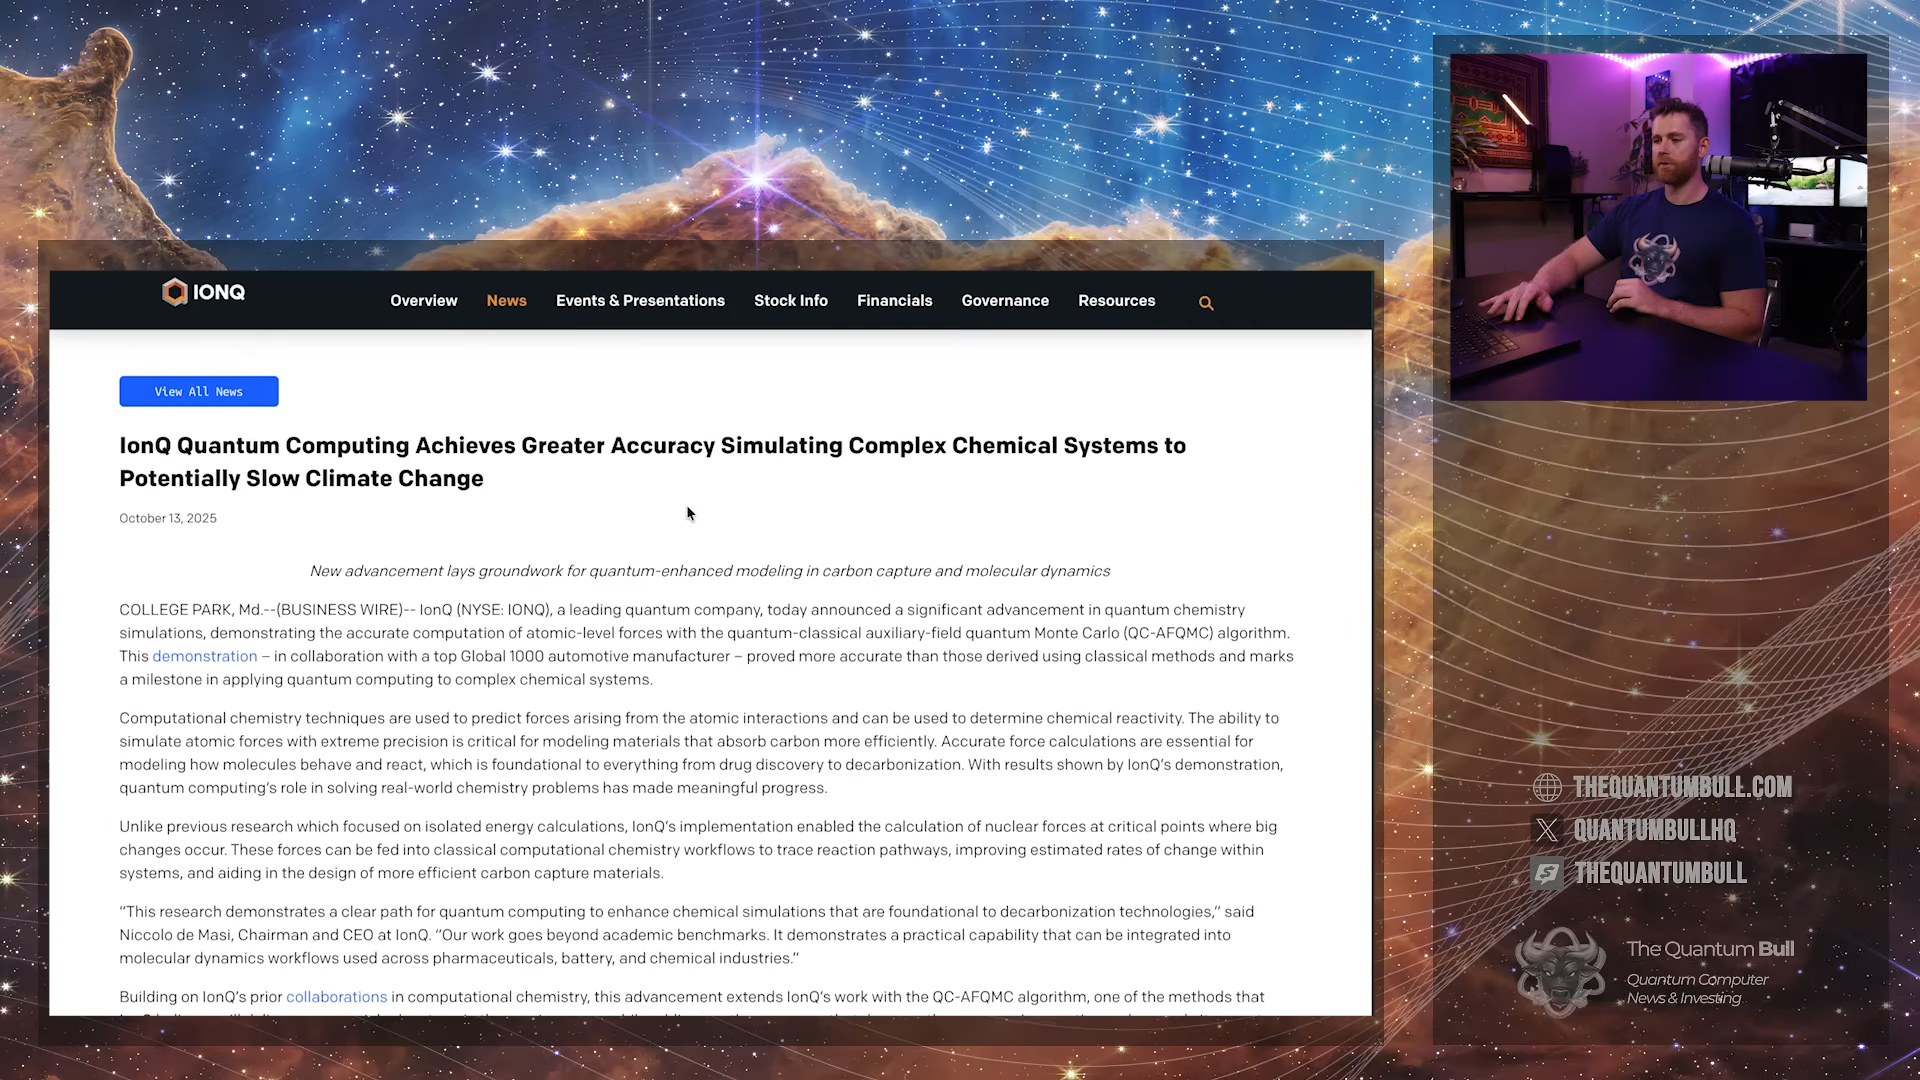 IONQ
Overview
News
Events & Presentations
Stock Info
Financials
Governance
Resources
View All News
IonQ Quantum Computing Achieves Greater Accuracy Simulating Complex Chemical Systems to
Potentially Slow Climate Change
October 13, 2025
New advancement lays groundwork for quantum-enhanced modeling in carbon capture and molecular dynamics
COLLEGE PARK, Md.--(BUSINESS WIRE)-- IonQ (NYSE: IONQ), a leading quantum company, today announced a significant advancement in quantum chemistry
simulations, demonstrating the accurate computation of atomic-level forces with the quantum-classical auxiliary-field quantum Monte Carlo (QC-AFQMC) algorithm.
This demonstration – in collaboration with a top Global 1000 automotive manufacturer – proved more accurate than those derived using classical methods and marks
a milestone in applying quantum computing to complex chemical systems.
Computational chemistry techniques are used to predict forces arising from the atomic interactions and can be used to determine chemical reactivity. The ability to
simulate atomic forces with extreme precision is critical for modeling materials that absorb carbon more efficiently. Accurate force calculations are essential for
modeling how molecules behave and react, which is foundational to everything from drug discovery to decarbonization. With results shown by IonQ's demonstration,
quantum computing's role in solving real-world chemistry problems has made meaningful progress.
Unlike previous research which focused on isolated energy calculations, IonQ's implementation enabled the calculation of nuclear forces at critical points where big
changes occur. These forces can be fed into classical computational chemistry workflows to trace reaction pathways, improving estimated rates of change within
systems, and aiding in the design of more efficient carbon capture materials.
"This research demonstrates a clear path for quantum computing to enhance chemical simulations that are foundational to decarbonization technologies," said
Niccolo de Masi, Chairman and CEO at IonQ. "Our work goes beyond academic benchmarks. It demonstrates a practical capability that can be integrated into
molecular dynamics workflows used across pharmaceuticals, battery, and chemical industries."
Building on IonQ's prior collaborations in computational chemistry, this advancement extends IonQ's work with the QC-AFQMC algorithm, one of the methods that
THEQUANTUMBULL.COM
QUANTUMBULLHQ
THEQUANTUMBULL
The Quantum Bull
Quantum Computer
News & Investing